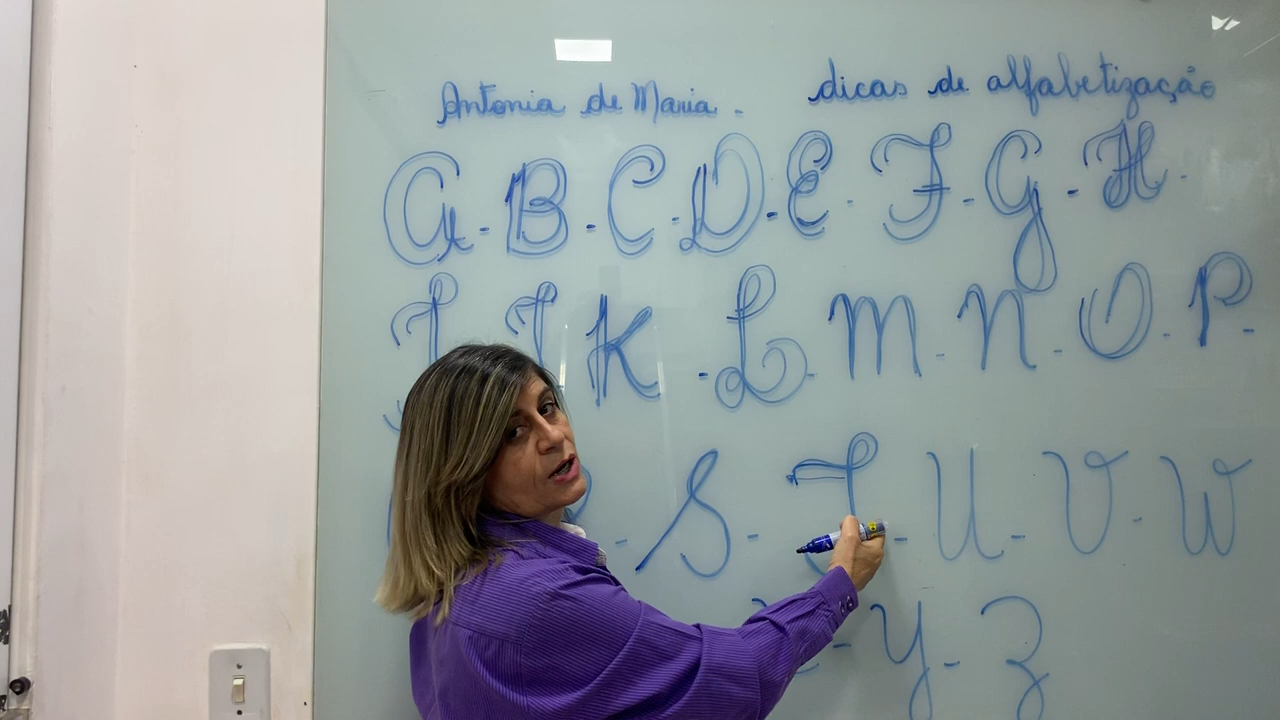 Antonia de Maria. dicas de alfabetização
A. B. C. D. E. F. G. H.
I J K. L. M. N. O. P.
S. T. U. V. W
Y. Z